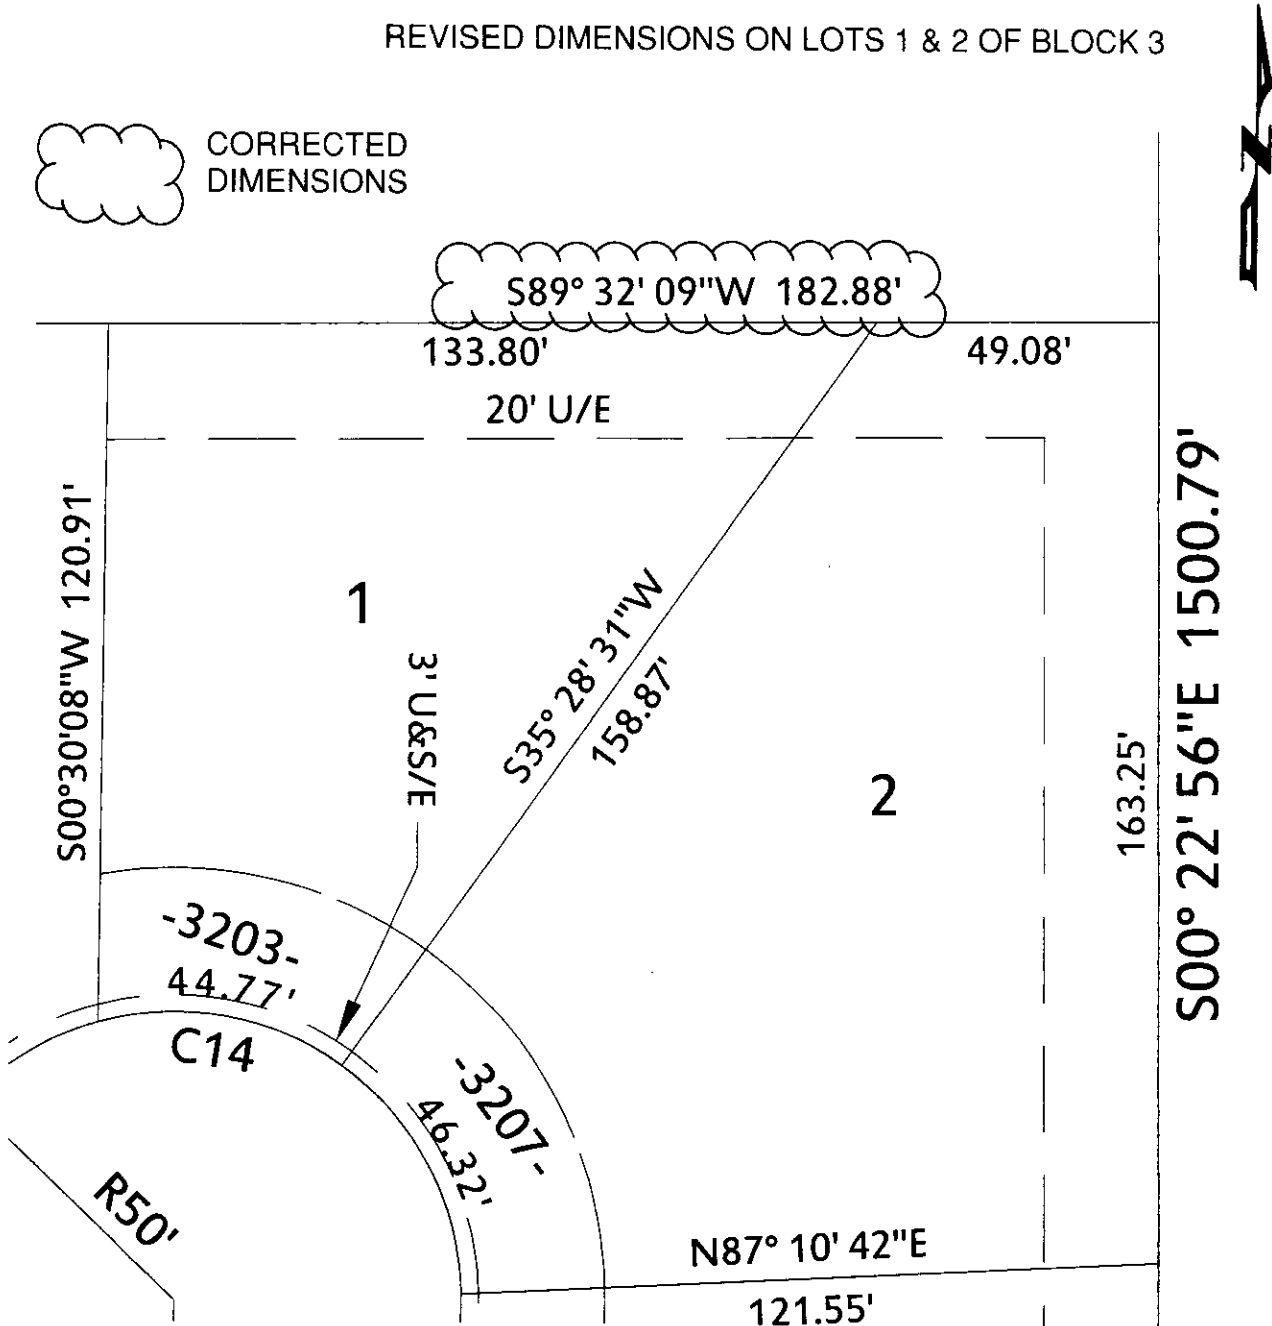 REVISED DIMENSIONS ON LOTS 1 & 2 OF BLOCK 3
CORRECTED
DIMENSIONS
S89° 32' 09"W 182.88'
133.80'
49.08'
20' U/E
S00°30'08"W 120.91'
1
3' U&S/E
S35° 28' 31"W
158.87'
2
163.25'
S00° 22' 56"E 1500.79'
-3203-
44.77'
C14
-3207-
46.32'
R50'
N87° 10' 42"E
121.55'
N